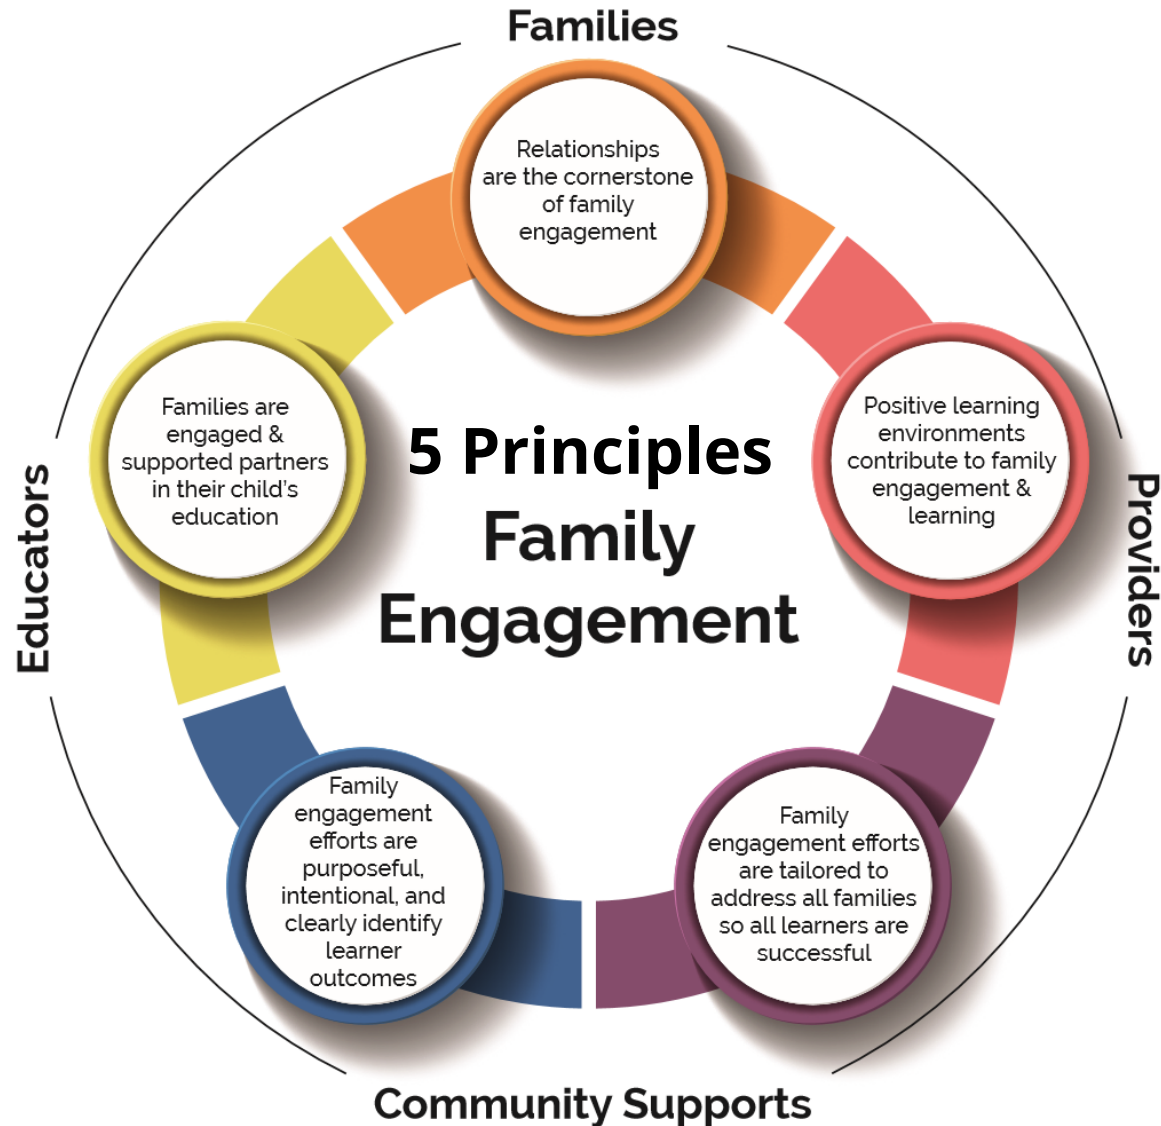 Families
Relationships
are the cornerstone
of family
engagement
Positive learning
environments
contribute to family
engagement &
learning
Providers
Family
engagement efforts
are tailored to
address all families
so all learners are
successful
Community Supports
Family
engagement
efforts are
purposeful,
intentional, and
clearly identify
learner
outcomes
Educators
Families are
engaged &
supported partners
in their child's
education
5 Principles
Family
Engagement